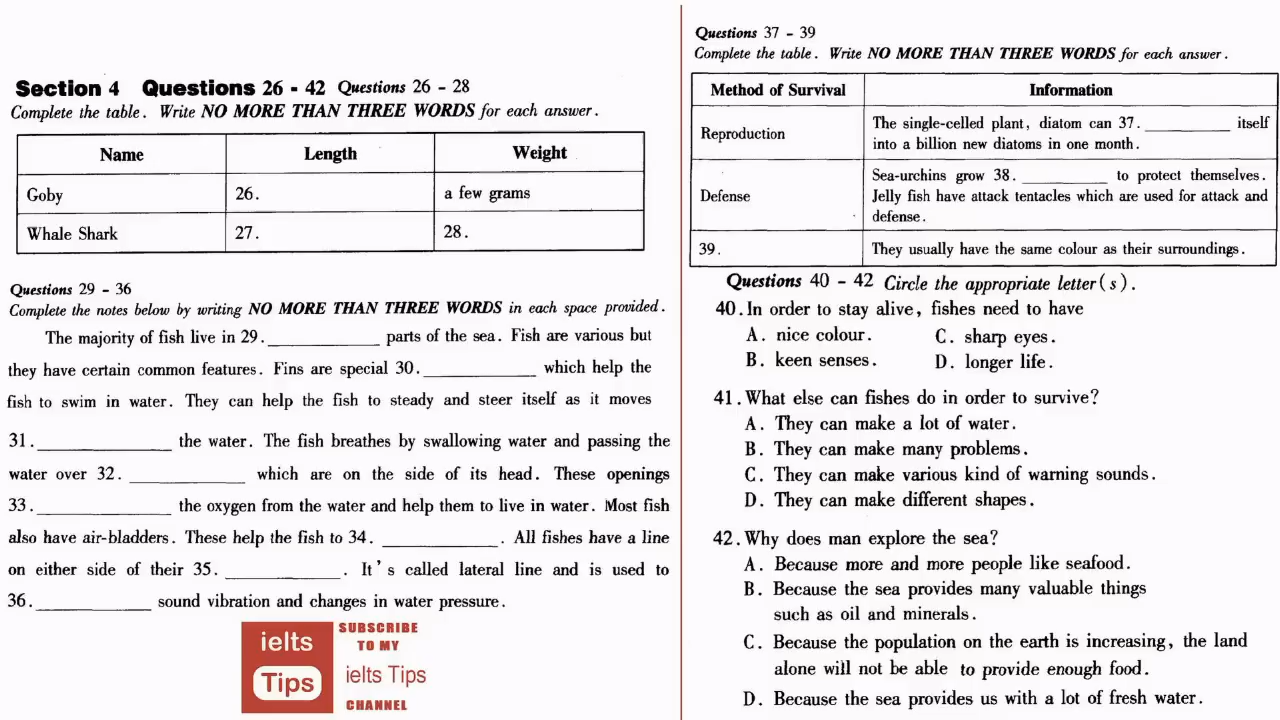 Section 4 Questions 26 - 42 Questions 26 - 28
Complete the table. Write NO MORE THAN THREE WORDS for each answer.
Name Length Weight
Goby 26. a few grams
Whale Shark 27. 28.
Questions 29 - 36
Complete the notes below by writing NO MORE THAN THREE WORDS in each space provided.
The majority of fish live in 29. __________ parts of the sea. Fish are various but
they have certain common features. Fins are special 30. __________ which help the
fish to swim in water. They can help the fish to steady and steer itself as it moves
31. __________ the water. The fish breathes by swallowing water and passing the
water over 32. __________ which are on the side of its head. These openings
33. __________ the oxygen from the water and help them to live in water. Most fish
also have air-bladders. These help the fish to 34. __________. All fishes have a line
on either side of their 35. __________. It's called lateral line and is used to
36. __________ sound vibration and changes in water pressure.
ielts
Tips
SUBSCRIBE
TO MY
ielts Tips
CHANNEL
Questions 37 - 39
Complete the table. Write NO MORE THAN THREE WORDS for each answer.
Method of Survival Information
Reproduction
The single-celled plant, diatom can 37. __________ itself
into a billion new diatoms in one month.
Defense
Sea-urchins grow 38. __________ to protect themselves.
Jelly fish have attack tentacles which are used for attack and
defense.
39. They usually have the same colour as their surroundings.
Questions 40 - 42 Circle the appropriate letter(s).
40. In order to stay alive, fishes need to have
A. nice colour. C. sharp eyes.
B. keen senses. D. longer life.
41. What else can fishes do in order to survive?
A. They can make a lot of water.
B. They can make many problems.
C. They can make various kind of warning sounds.
D. They can make different shapes.
42. Why does man explore the sea?
A. Because more and more people like seafood.
B. Because the sea provides many valuable things
such as oil and minerals.
C. Because the population on the earth is increasing, the land
alone will not be able to provide enough food.
D. Because the sea provides us with a lot of fresh water.